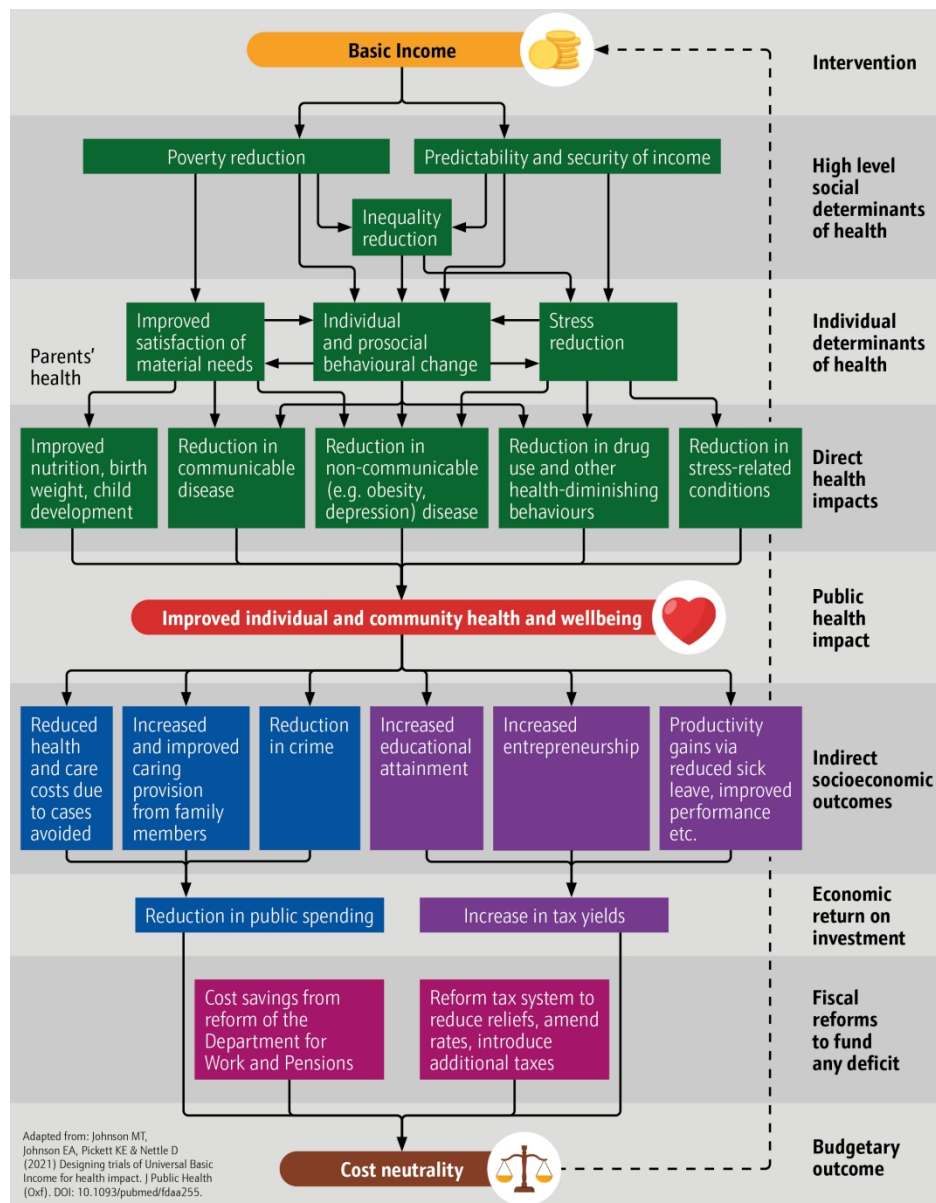 Basic Income
Intervention
Poverty reduction
Predictability and security of income
High level
social
determinants
of health
Inequality
reduction
Improved
satisfaction of
material needs
Individual
and prosocial
behavioural change
Stress
reduction
Individual
determinants
of health
Parents’
health
Improved
nutrition, birth
weight, child
development
Reduction in
communicable
disease
Reduction in
non-communicable
(e.g. obesity,
depression) disease
Reduction in drug
use and other
health-diminishing
behaviours
Reduction in
stress-related
conditions
Direct
health
impacts
Improved individual and community health and wellbeing
Public
health
impact
Reduced
health
and care
costs due
to cases
avoided
Increased
and improved
caring
provision
from family
members
Reduction
in crime
Increased
educational
attainment
Increased
entrepreneurship
Productivity
gains via
reduced sick
leave, improved
performance
etc.
Indirect
socioeconomic
outcomes
Reduction in public spending
Increase in tax yields
Economic
return on
investment
Cost savings from
reform of the
Department for
Work and Pensions
Reform tax system to
reduce reliefs, amend
rates, introduce
additional taxes
Fiscal
reforms
to fund
any deficit
Adapted from: Johnson MT,
Johnson EA, Pickett KE & Nettle D
(2021) Designing trials of Universal Basic
Income for health impact. J Public Health
(Oxf). DOI: 10.1093/pubmed/fdaa255.
Cost neutrality
Budgetary
outcome